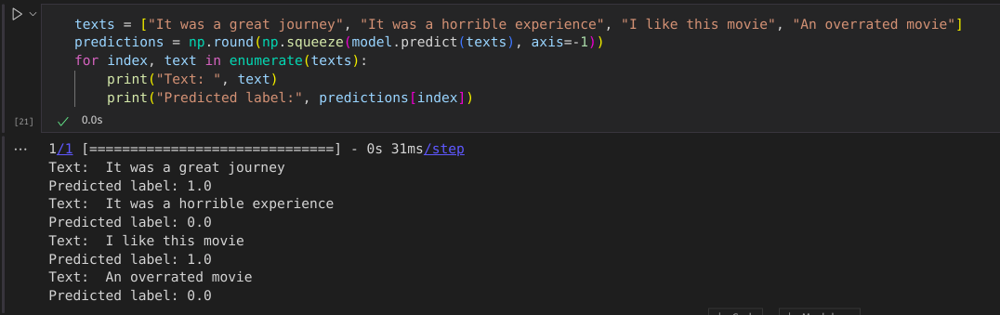 texts = ["It was a great journey", "It was a horrible experience", "I like this movie", "An overrated movie"]
predictions = np.round(np.squeeze(model.predict(texts), axis=-1))
for index, text in enumerate(texts):
    print("Text: ", text)
    print("Predicted label:", predictions[index])
[21]
0.0s
1/1 [==============================] - 0s 31ms/step
Text:  It was a great journey
Predicted label: 1.0
Text:  It was a horrible experience
Predicted label: 0.0
Text:  I like this movie
Predicted label: 1.0
Text:  An overrated movie
Predicted label: 0.0